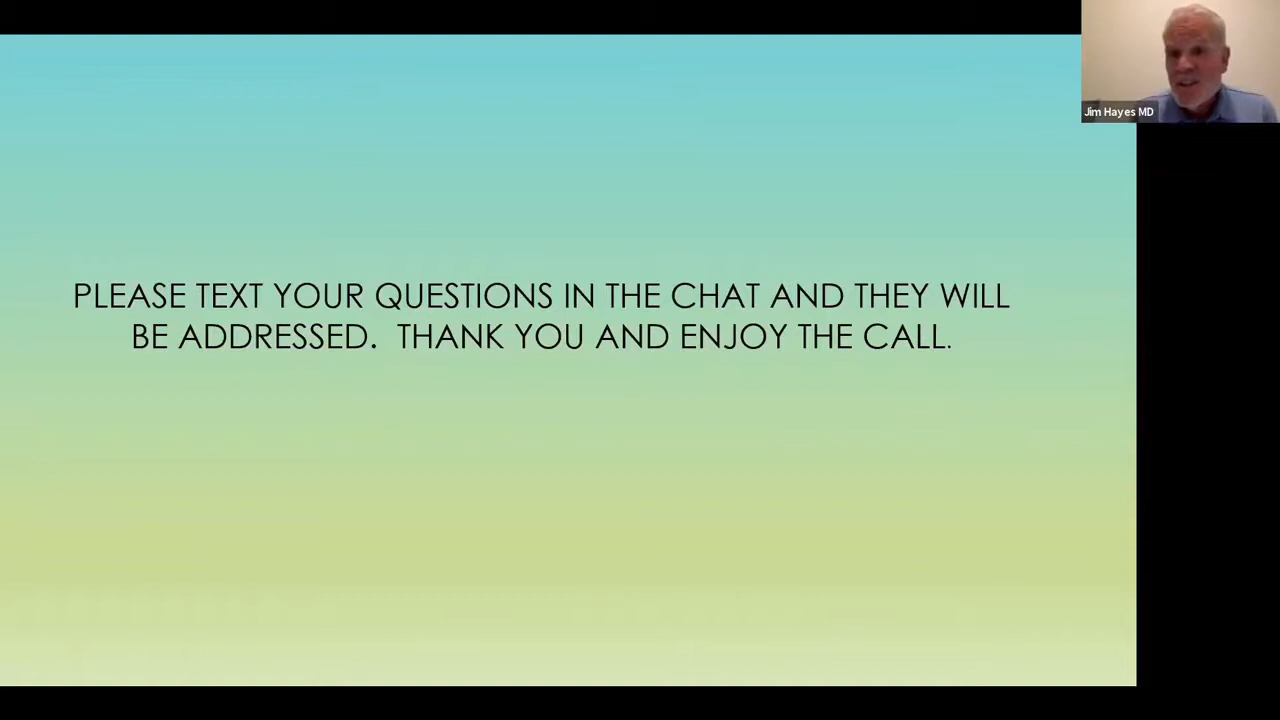 Jim Hayes MD
PLEASE TEXT YOUR QUESTIONS IN THE CHAT AND THEY WILL
BE ADDRESSED.  THANK YOU AND ENJOY THE CALL.